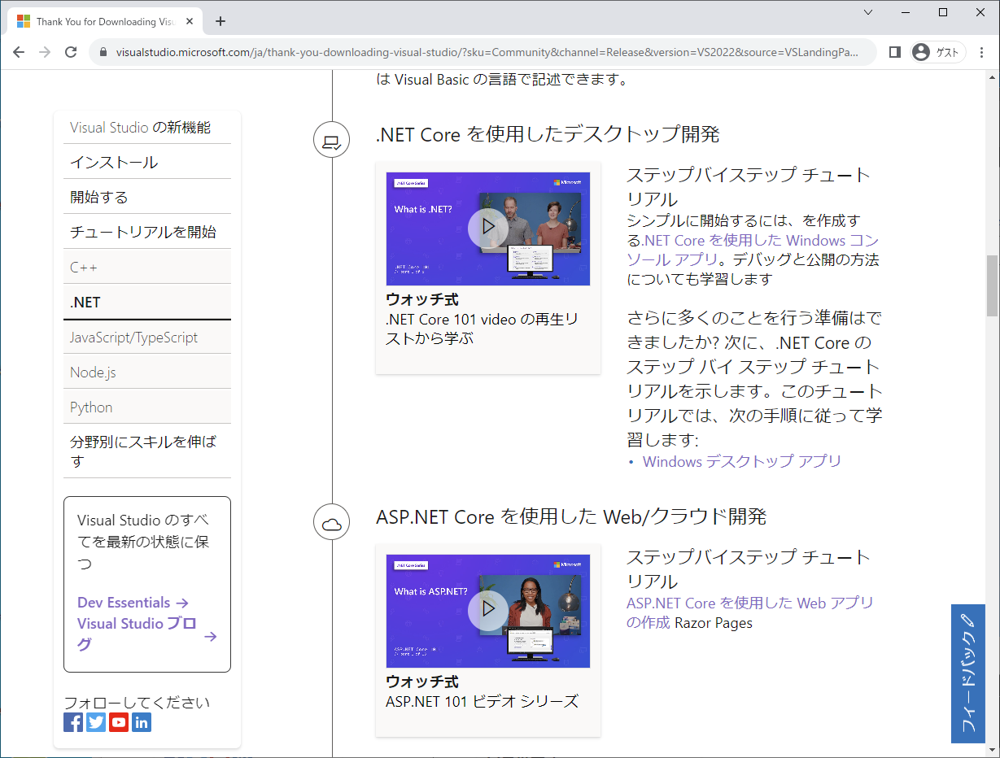 Thank You for Downloading Visu
visualstudio.microsoft.com/ja/thank-you-downloading-visual-studio/?sku=Community&channel=Release&version=VS2022&source=VSLandingPa...
ゲスト
は Visual Basic の言語で記述できます。
Visual Studio の新機能
インストール
開始する
チュートリアルを開始
C++
.NET
JavaScript/TypeScript
Node.js
Python
分野別にスキルを伸ば
す
Visual Studio のすべ
てを最新の状態に保
つ
Dev Essentials →
Visual Studio ブロ
グ →
フォローしてください
.NET Core を使用したデスクトップ開発
.NET Core Series
Microsoft
What is .NET?
.NET Core 101
ウォッチ式
.NET Core 101 video の再生リ
ストから学ぶ
ステップバイステップ チュート
リアル
シンプルに開始するには、を作成す
る.NET Core を使用した Windows コン
ソール アプリ。デバッグと公開の方法
についても学習します
さらに多くのことを行う準備はで
きましたか? 次に、.NET Core の
ステップ バイ ステップ チュート
リアルを示します。このチュート
リアルでは、次の手順に従って学
習します:
• Windows デスクトップ アプリ
ASP.NET Core を使用した Web/クラウド開発
.NET Core Series
Microsoft
What is ASP.NET?
ウォッチ式
ASP.NET 101 ビデオ シリーズ
ステップバイステップ チュート
リアル
ASP.NET Core を使用した Web アプリ
の作成 Razor Pages
フィードバック